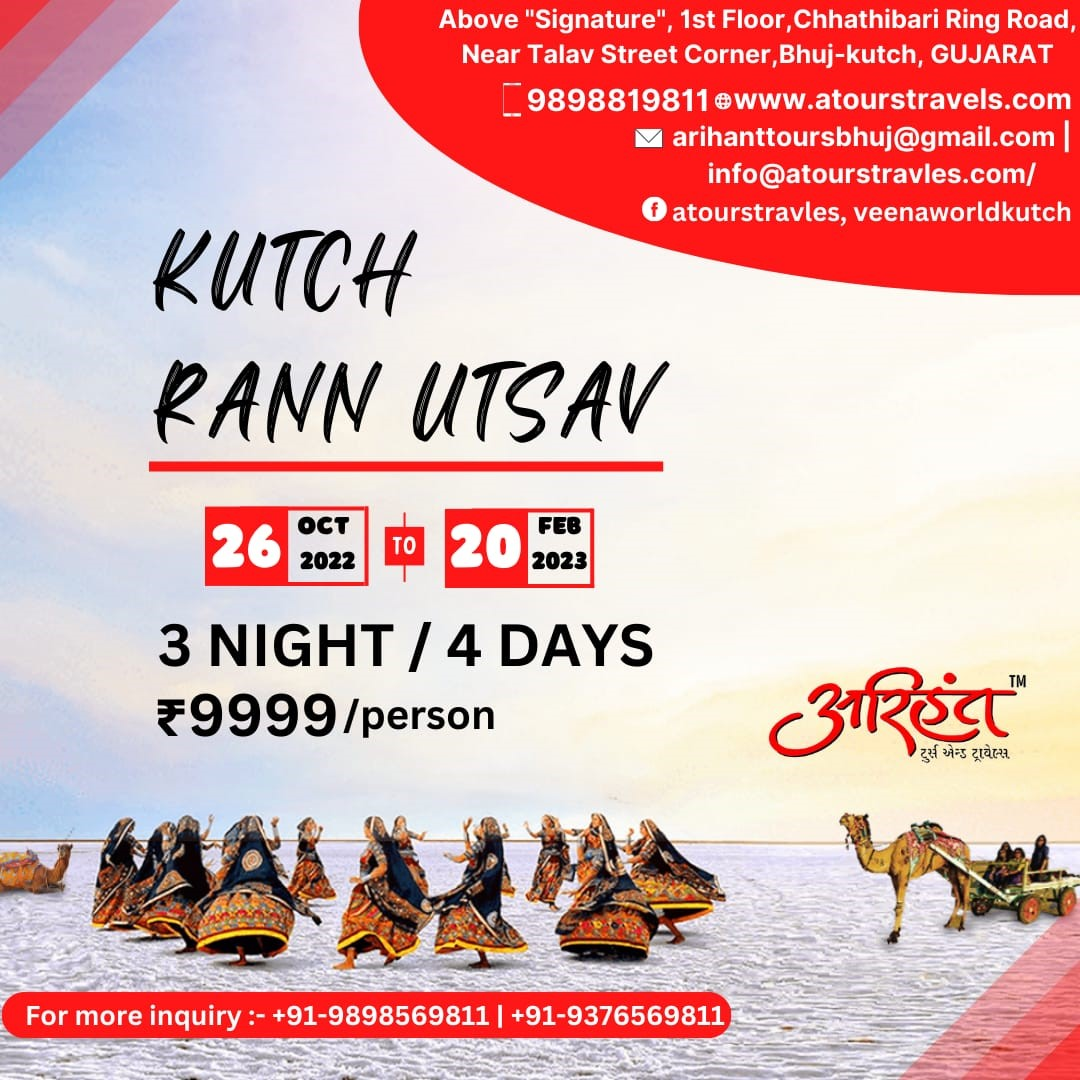 Above "Signature", 1st Floor,Chhathibari Ring Road,
Near Talav Street Corner,Bhuj-kutch, GUJARAT
9898819811 www.atourstravels.com
arihanttoursbhuj@gmail.com |
info@atourstravles.com/
atourstravles, veenaworldkutch
KUTCH
RANN UTSAV
26 OCT 2022 TO 20 FEB 2023
3 NIGHT / 4 DAYS
₹9999/person
અરિહંત TM
ટુર્સ એન્ડ ટ્રાવેલ્સ
For more inquiry :- +91-9898569811 | +91-9376569811